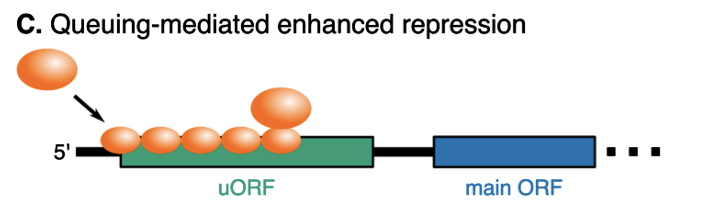 C. Queuing-mediated enhanced repression
5'
uORF
main ORF